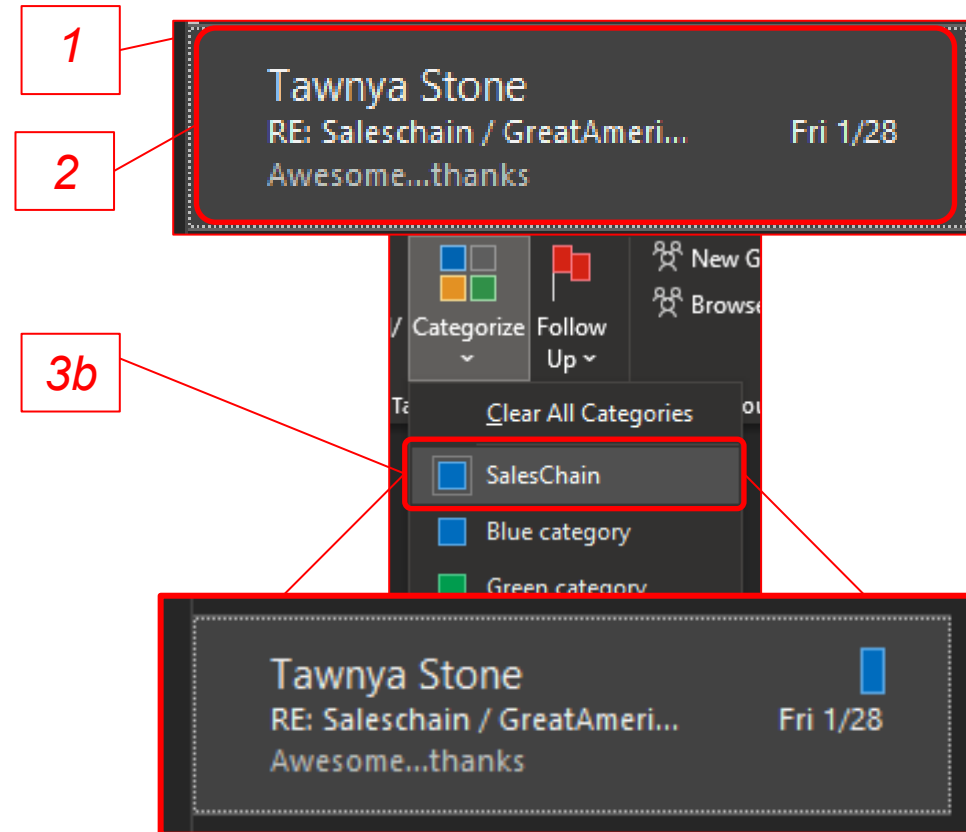 1
Tawnya Stone
RE: Saleschain / GreatAmeri... Fri 1/28
2
Awesome...thanks
New G
Browse
/ Categorize Follow
Up
3b
Clear All Categories
SalesChain
Blue category
Green category
Tawnya Stone
RE: Saleschain / GreatAmeri... Fri 1/28
Awesome...thanks